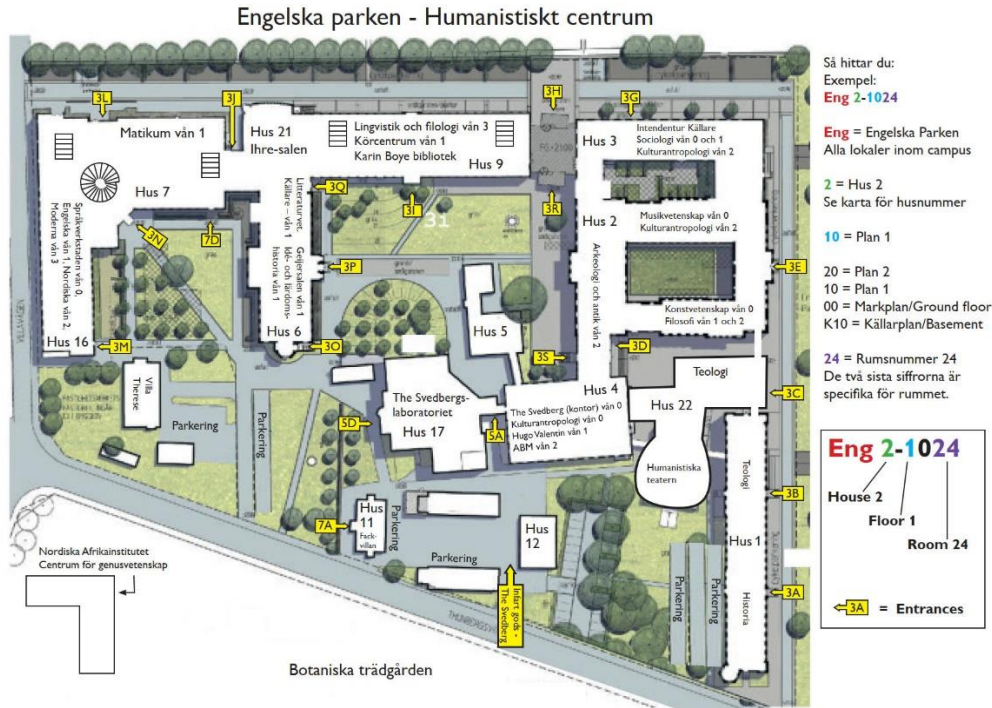 Engelska parken - Humanistiskt centrum
3L
3J
3H
3G
Matikum vån 1
Hus 21
Ihre-salen
Lingvistik och filologi vån 3
Körcentrum vån 1
Karin Boye bibliotek
Hus 9
Hus 3
Intendentur Källare
Sociologi vån 0 och 1
Kulturantropologi vån 2
FG +2100
Hus 7
3Q
3I
31
3R
Hus 2
Musikvetenskap vån 0
Kulturantropologi vån 2
Språkverkstaden vån 0,
Engelska vån 1, Nordiska vån 2,
Moderna vån 3
3N
7D
Litteraturvet.
Källare – vån 1
Geijersalen vån 1
Idé- och lärdoms-
historia vån 1
3P
Arkeologi och antik vån 2
3E
Konstvetenskap vån 0
Filosofi vån 1 och 2
Hus 16
3M
Hus 6
3O
Hus 5
3S
3D
Villa
Therese
Parkering
Parkering
The Svedbergs-
laboratoriet
Hus 17
5D
5A
Hus 4
The Svedberg (kontor) vån 0
Kulturantropologi vån 0
Hugo Valentin vån 1
ABM vån 2
Teologi
Hus 22
3C
Humanistiska
teatern
Teologi
3B
Hus 1
Historia
3A
7A
Hus
11
Fack-
villan
Parkering
Parkering
Hus
12
Parkering
Parkering
Infart gods -
The Svedberg
Nordiska Afrikainstitutet
Centrum för genusvetenskap
Botaniska trädgården
Så hittar du:
Exempel:
Eng 2-1024
Eng = Engelska Parken
Alla lokaler inom campus
2 = Hus 2
Se karta för husnummer
10 = Plan 1
20 = Plan 2
10 = Plan 1
00 = Markplan/Ground floor
K10 = Källarplan/Basement
24 = Rumsnummer 24
De två sista siffrorna är
specifika för rummet.
Eng 2-1024
House 2
Floor 1
Room 24
3A = Entrances